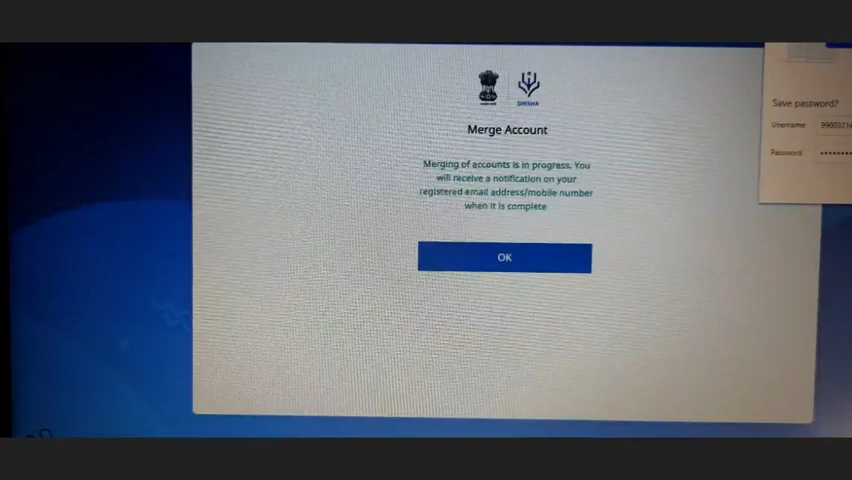 DIKSHA
Merge Account
Merging of accounts is in progress. You
will receive a notification on your
registered email address/mobile number
when it is complete
OK
Save password?
Username
Password
••••••••